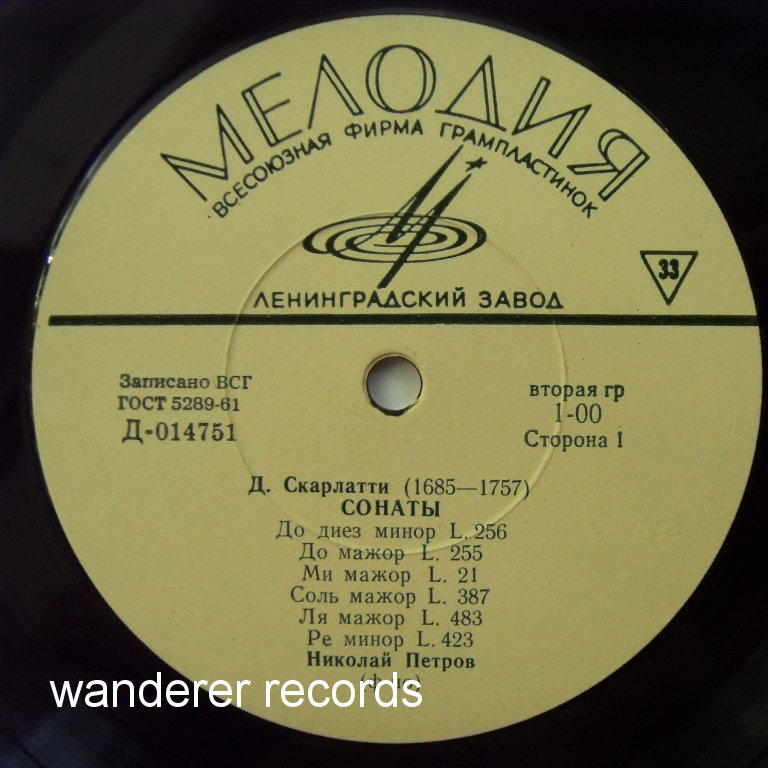 МЕЛОДИЯ
ВСЕСОЮЗНАЯ ФИРМА ГРАМПЛАСТИНОК
33
ЛЕНИНГРАДСКИЙ ЗАВОД
Записано ВСГ
ГОСТ 5289-61
Д-014751
вторая гр
1-00
Сторона 1
Д. Скарлатти (1685—1757)
СОНАТЫ
До диез минор L. 256
До мажор L. 255
Ми мажор L. 21
Соль мажор L. 387
Ля мажор L. 483
Ре минор L. 423
Николай Петров
wanderer records